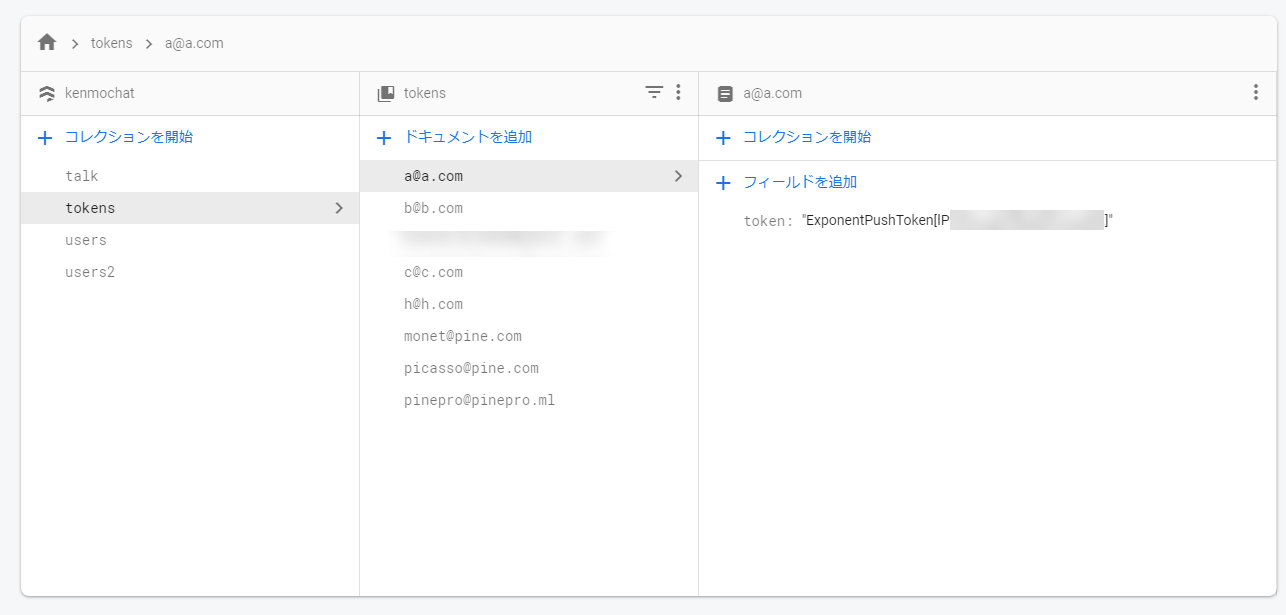 tokens a@a.com
kenmochat
コレクションを開始
talk
tokens
users
users2
tokens
ドキュメントを追加
a@a.com
b@b.com
c@c.com
h@h.com
monet@pine.com
picasso@pine.com
pinepro@pinepro.ml
a@a.com
コレクションを開始
フィールドを追加
token: "ExponentPushToken[IP ]"